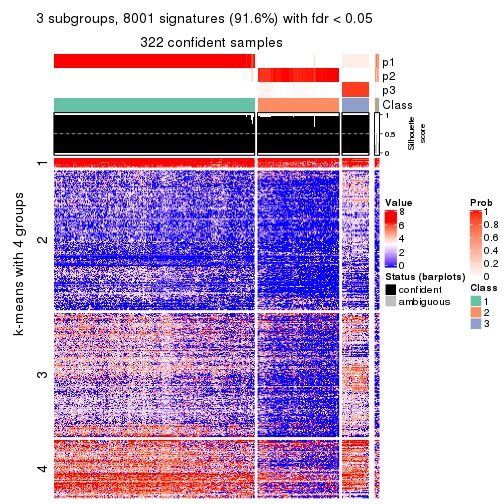 3 subgroups, 8001 signatures (91.6%) with fdr < 0.05
322 confident samples
p1
p2
p3
Class
1
0.5
0
Silhouette
score
k-means with 4 groups
1
2
3
4
Value
8
6
4
2
0
Status (barplots)
confident
ambiguous
Prob
1
0.8
0.6
0.4
0.2
0
Class
1
2
3